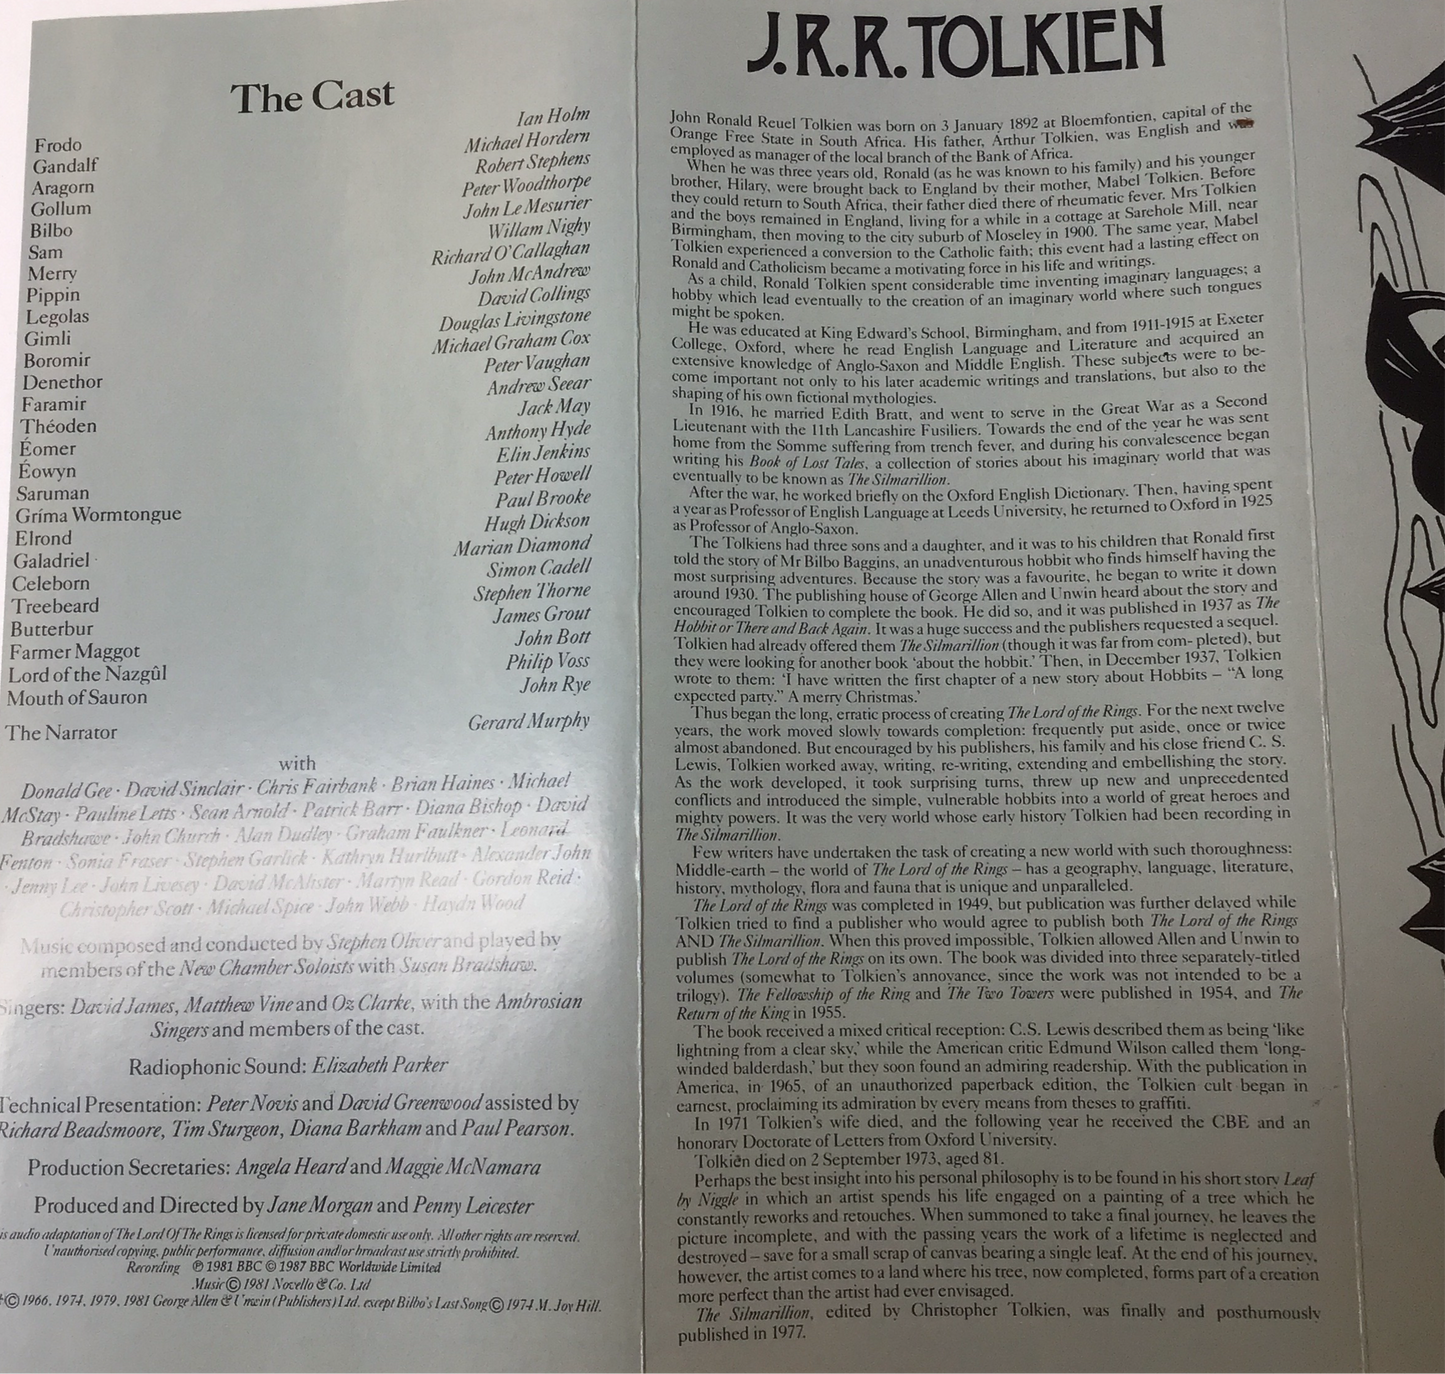 The Cast
Frodo Ian Holm
Gandalf Michael Hordern
Aragorn Robert Stephens
Gollum Peter Woodthorpe
Bilbo John Le Mesurier
Sam Willam Nighy
Merry Richard O'Callaghan
Pippin John McAndrew
Legolas David Collings
Gimli Douglas Livingstone
Boromir Michael Graham Cox
Denethor Peter Vaughan
Faramir Andrew Seear
Théoden Jack May
Éomer Anthony Hyde
Éowyn Elin Jenkins
Saruman Peter Howell
Gríma Wormtongue Paul Brooke
Elrond Hugh Dickson
Galadriel Marian Diamond
Celeborn Simon Cadell
Treebeard Stephen Thorne
Butterbur James Grout
Farmer Maggot John Bott
Lord of the Nazgûl Philip Voss
Mouth of Sauron John Rye
The Narrator Gerard Murphy
with
Donald Gee · David Sinclair · Chris Fairbank · Brian Haines · Michael
McStay · Pauline Letts · Sean Arnold · Patrick Barr · Diana Bishop · David
Bradshawe · John Church · Alan Dudley · Graham Faulkner · Leonard
Fenton · Sonia Fraser · Stephen Garlick · Kathryn Hurlbutt · Alexander John
· Jenny Lee · John Livesey · David McAlister · Martyn Read · Gordon Reid ·
Christopher Scott · Michael Spice · John Webb · Haydn Wood
Music composed and conducted by Stephen Oliver and played by
members of the New Chamber Soloists with Susan Bradshaw.
Singers: David James, Matthew Vine and Oz Clarke, with the Ambrosian
Singers and members of the cast.
Radiophonic Sound: Elizabeth Parker
Technical Presentation: Peter Novis and David Greenwood assisted by
Richard Beadsmoore, Tim Sturgeon, Diana Barkham and Paul Pearson.
Production Secretaries: Angela Heard and Maggie McNamara
Produced and Directed by Jane Morgan and Penny Leicester
is audio adaptation of The Lord Of The Rings is licensed for private domestic use only. All other rights are reserved.
Unauthorised copying, public performance, diffusion and/or broadcast use strictly prohibited.
Recording ℗ 1981 BBC © 1987 BBC Worldwide Limited
Music © 1981 Novello & Co. Ltd
© 1966, 1974, 1979, 1981 George Allen & Unwin (Publishers) Ltd, except Bilbo's Last Song © 1974 M. Joy Hill.
J.R.R. TOLKIEN
John Ronald Reuel Tolkien was born on 3 January 1892 at Bloemfontien, capital of the
Orange Free State in South Africa. His father, Arthur Tolkien, was English and was
employed as manager of the local branch of the Bank of Africa.
When he was three years old, Ronald (as he was known to his family) and his younger
brother, Hilary, were brought back to England by their mother, Mabel Tolkien. Before
they could return to South Africa, their father died there of rheumatic fever. Mrs Tolkien
and the boys remained in England, living for a while in a cottage at Sarehole Mill, near
Birmingham, then moving to the city suburb of Moseley in 1900. The same year, Mabel
Tolkien experienced a conversion to the Catholic faith; this event had a lasting effect on
Ronald and Catholicism became a motivating force in his life and writings.
As a child, Ronald Tolkien spent considerable time inventing imaginary languages; a
hobby which lead eventually to the creation of an imaginary world where such tongues
might be spoken.
He was educated at King Edward's School, Birmingham, and from 1911-1915 at Exeter
College, Oxford, where he read English Language and Literature and acquired an
extensive knowledge of Anglo-Saxon and Middle English. These subjects were to be-
come important not only to his later academic writings and translations, but also to the
shaping of his own fictional mythologies.
In 1916, he married Edith Bratt, and went to serve in the Great War as a Second
Lieutenant with the 11th Lancashire Fusiliers. Towards the end of the year he was sent
home from the Somme suffering from trench fever, and during his convalescence began
writing his Book of Lost Tales, a collection of stories about his imaginary world that was
eventually to be known as The Silmarillion.
After the war, he worked briefly on the Oxford English Dictionary. Then, having spent
a year as Professor of English Language at Leeds University, he returned to Oxford in 1925
as Professor of Anglo-Saxon.
The Tolkiens had three sons and a daughter, and it was to his children that Ronald first
told the story of Mr Bilbo Baggins, an unadventurous hobbit who finds himself having the
most surprising adventures. Because the story was a favourite, he began to write it down
around 1930. The publishing house of George Allen and Unwin heard about the story and
encouraged Tolkien to complete the book. He did so, and it was published in 1937 as The
Hobbit or There and Back Again. It was a huge success and the publishers requested a sequel.
Tolkien had already offered them The Silmarillion (though it was far from com- pleted), but
they were looking for another book 'about the hobbit.' Then, in December 1937, Tolkien
wrote to them: 'I have written the first chapter of a new story about Hobbits – "A long
expected party." A merry Christmas.'
Thus began the long, erratic process of creating The Lord of the Rings. For the next twelve
years, the work moved slowly towards completion: frequently put aside, once or twice
almost abandoned. But encouraged by his publishers, his family and his close friend C. S.
Lewis, Tolkien worked away, writing, re-writing, extending and embellishing the story.
As the work developed, it took surprising turns, threw up new and unprecedented
conflicts and introduced the simple, vulnerable hobbits into a world of great heroes and
mighty powers. It was the very world whose early history Tolkien had been recording in
The Silmarillion.
Few writers have undertaken the task of creating a new world with such thoroughness:
Middle-earth – the world of The Lord of the Rings – has a geography, language, literature,
history, mythology, flora and fauna that is unique and unparalleled.
The Lord of the Rings was completed in 1949, but publication was further delayed while
Tolkien tried to find a publisher who would agree to publish both The Lord of the Rings
AND The Silmarillion. When this proved impossible, Tolkien allowed Allen and Unwin to
publish The Lord of the Rings on its own. The book was divided into three separately-titled
volumes (somewhat to Tolkien's annoyance, since the work was not intended to be a
trilogy). The Fellowship of the Ring and The Two Towers were published in 1954, and The
Return of the King in 1955.
The book received a mixed critical reception: C.S. Lewis described them as being 'like
lightning from a clear sky,' while the American critic Edmund Wilson called them 'long-
winded balderdash,' but they soon found an admiring readership. With the publication in
America, in 1965, of an unauthorized paperback edition, the Tolkien cult began in
earnest, proclaiming its admiration by every means from theses to graffiti.
In 1971 Tolkien's wife died, and the following year he received the CBE and an
honorary Doctorate of Letters from Oxford University.
Tolkien died on 2 September 1973, aged 81.
Perhaps the best insight into his personal philosophy is to be found in his short story Leaf
by Niggle in which an artist spends his life engaged on a painting of a tree which he
constantly reworks and retouches. When summoned to take a final journey, he leaves the
picture incomplete, and with the passing years the work of a lifetime is neglected and
destroyed – save for a small scrap of canvas bearing a single leaf. At the end of his journey,
however, the artist comes to a land where his tree, now completed, forms part of a creation
more perfect than the artist had ever envisaged.
The Silmarillion, edited by Christopher Tolkien, was finally and posthumously
published in 1977.